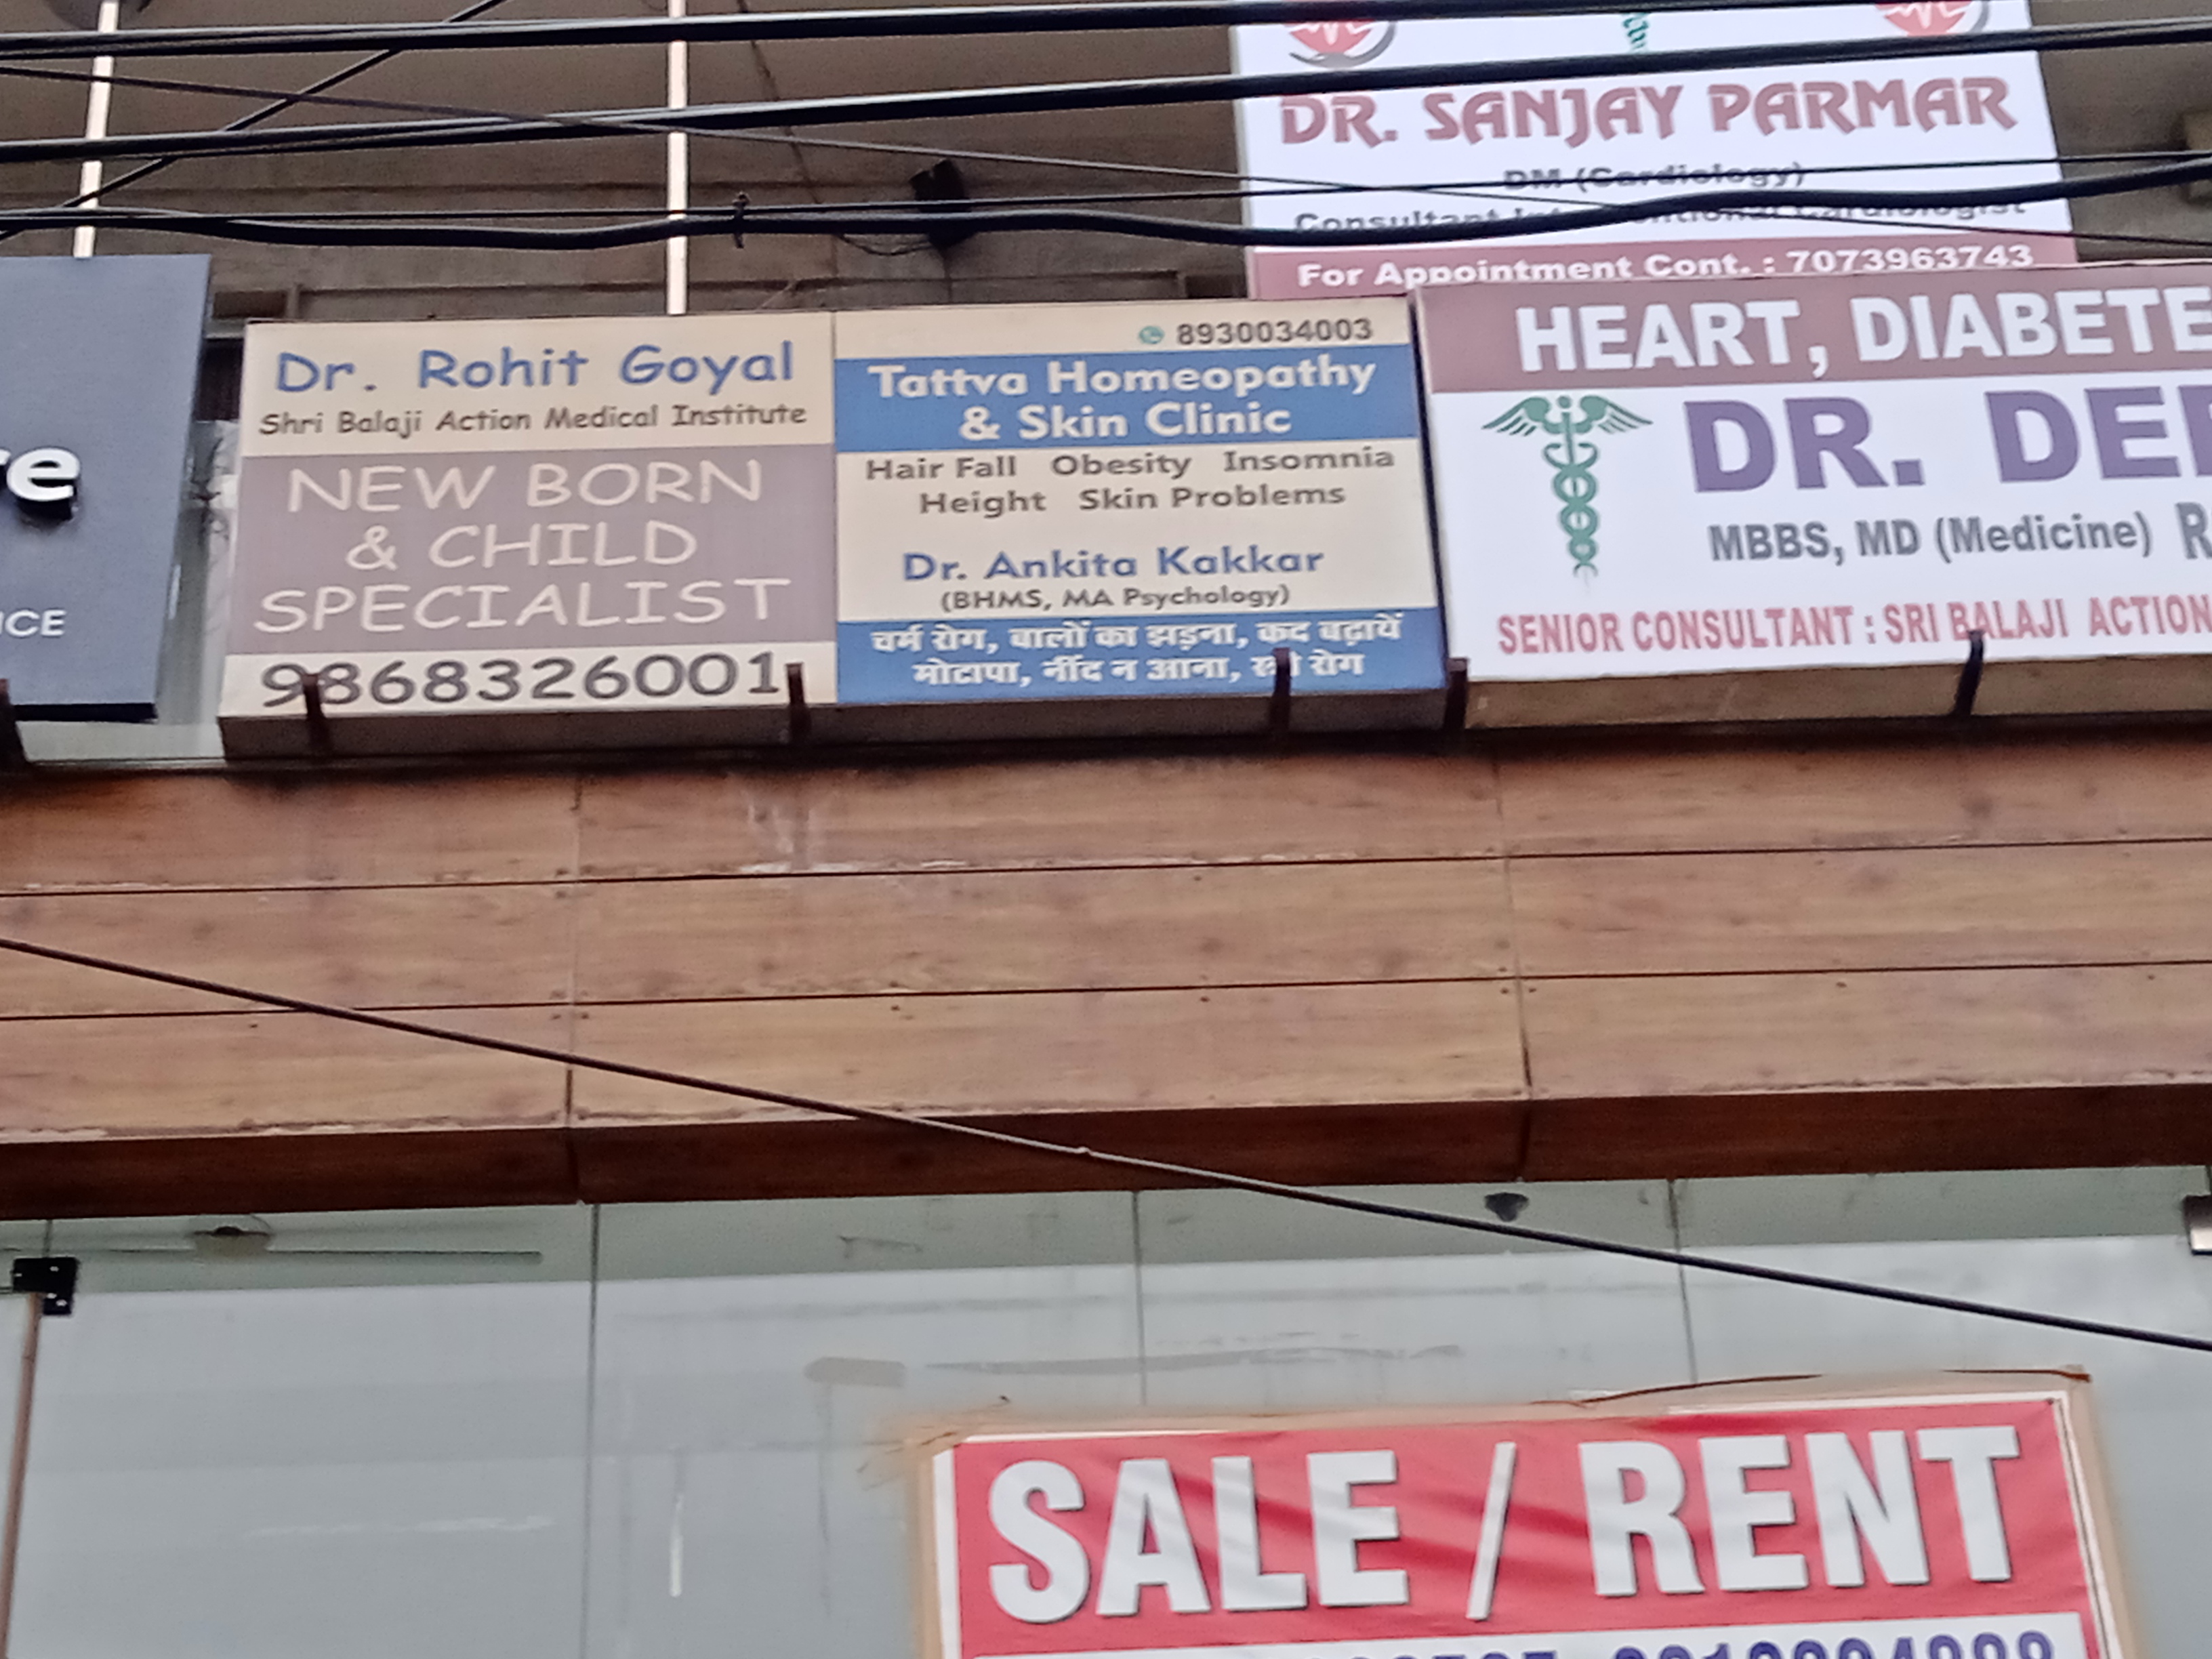 DR. SANJAY PARMAR
DM (Cardiology)
Consultant Interventional Cardiologist
For Appointment Cont. : 7073963743
re
ICE
Dr. Rohit Goyal
Shri Balaji Action Medical Institute
NEW BORN
& CHILD
SPECIALIST
9868326001
8930034003
Tattva Homeopathy
& Skin Clinic
Hair Fall Obesity Insomnia
Height Skin Problems
Dr. Ankita Kakkar
(BHMS, MA Psychology)
चर्म रोग, बालों का झड़ना, कद बढ़ायें
मोटापा, नींद न आना, स्त्री रोग
HEART, DIABETE
DR. DE
MBBS, MD (Medicine) R
SENIOR CONSULTANT : SRI BALAJI ACTION
SALE / RENT